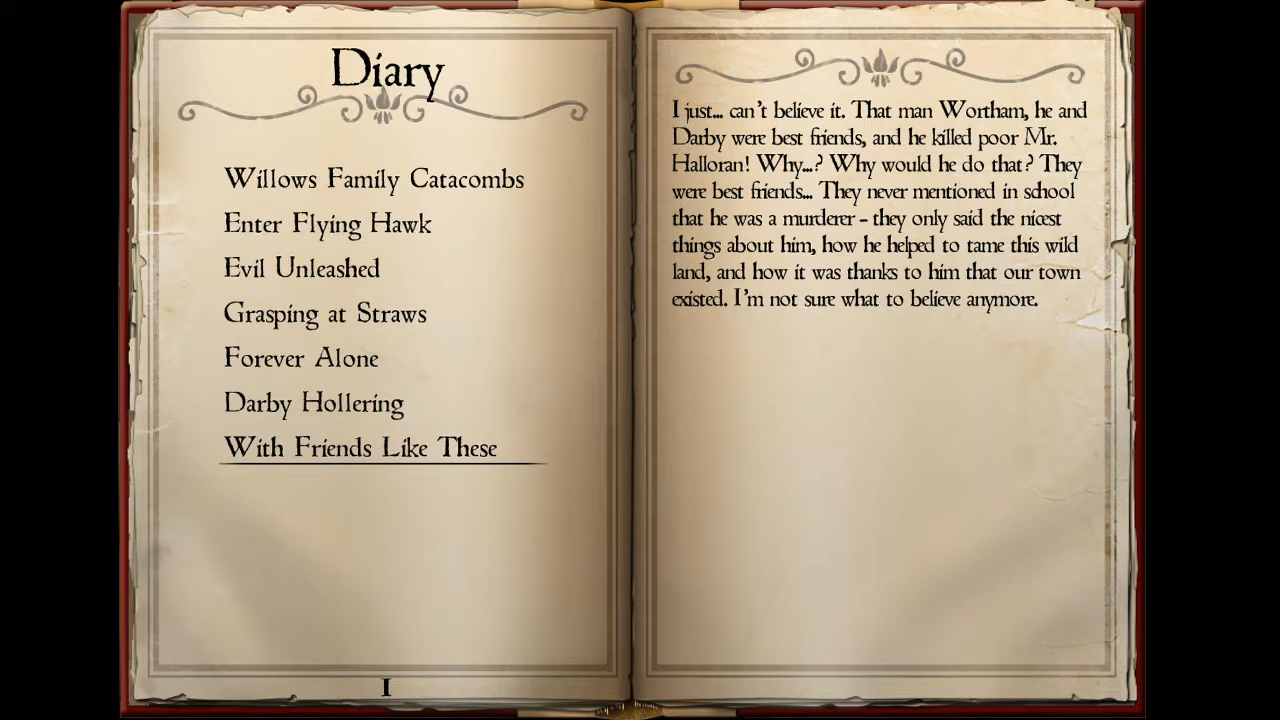 Diary
Willows Family Catacombs
Enter Flying Hawk
Evil Unleashed
Grasping at Straws
Forever Alone
Darby Hollering
With Friends Like These
I
I just... can't believe it. That man Wortham, he and
Darby were best friends, and he killed poor Mr.
Halloran! Why...? Why would he do that? They
were best friends... They never mentioned in school
that he was a murderer - they only said the nicest
things about him, how he helped to tame this wild
land, and how it was thanks to him that our town
existed. I'm not sure what to believe anymore.